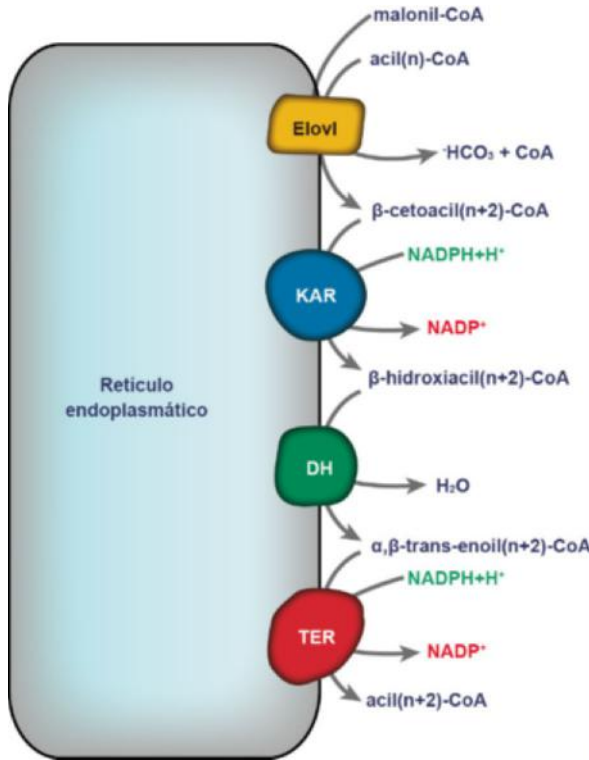 malonil-CoA
acil(n)-CoA
Elovl
⁻HCO₃ + CoA
β-cetoacil(n+2)-CoA
NADPH+H⁺
KAR
NADP⁺
β-hidroxiacil(n+2)-CoA
Retículo
endoplasmático
DH
H₂O
α,β-trans-enoil(n+2)-CoA
NADPH+H⁺
TER
NADP⁺
acil(n+2)-CoA